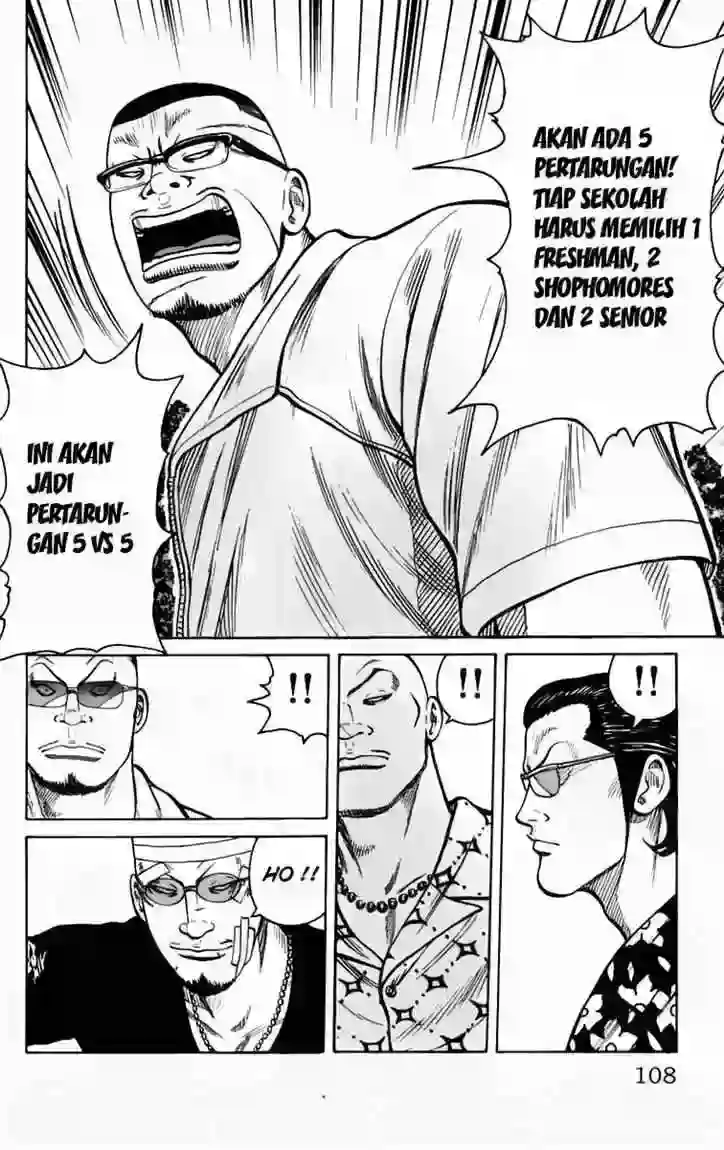 AKAN ADA 5
PERTARUNGAN!
TIAP SEKOLAH
HARUS MEMILIH 1
FRESHMAN, 2
SHOPHOMORES
DAN 2 SENIOR
INI AKAN
JADI
PERTARUN-
GAN 5 VS 5
!!
!!
!!
HO !!
108